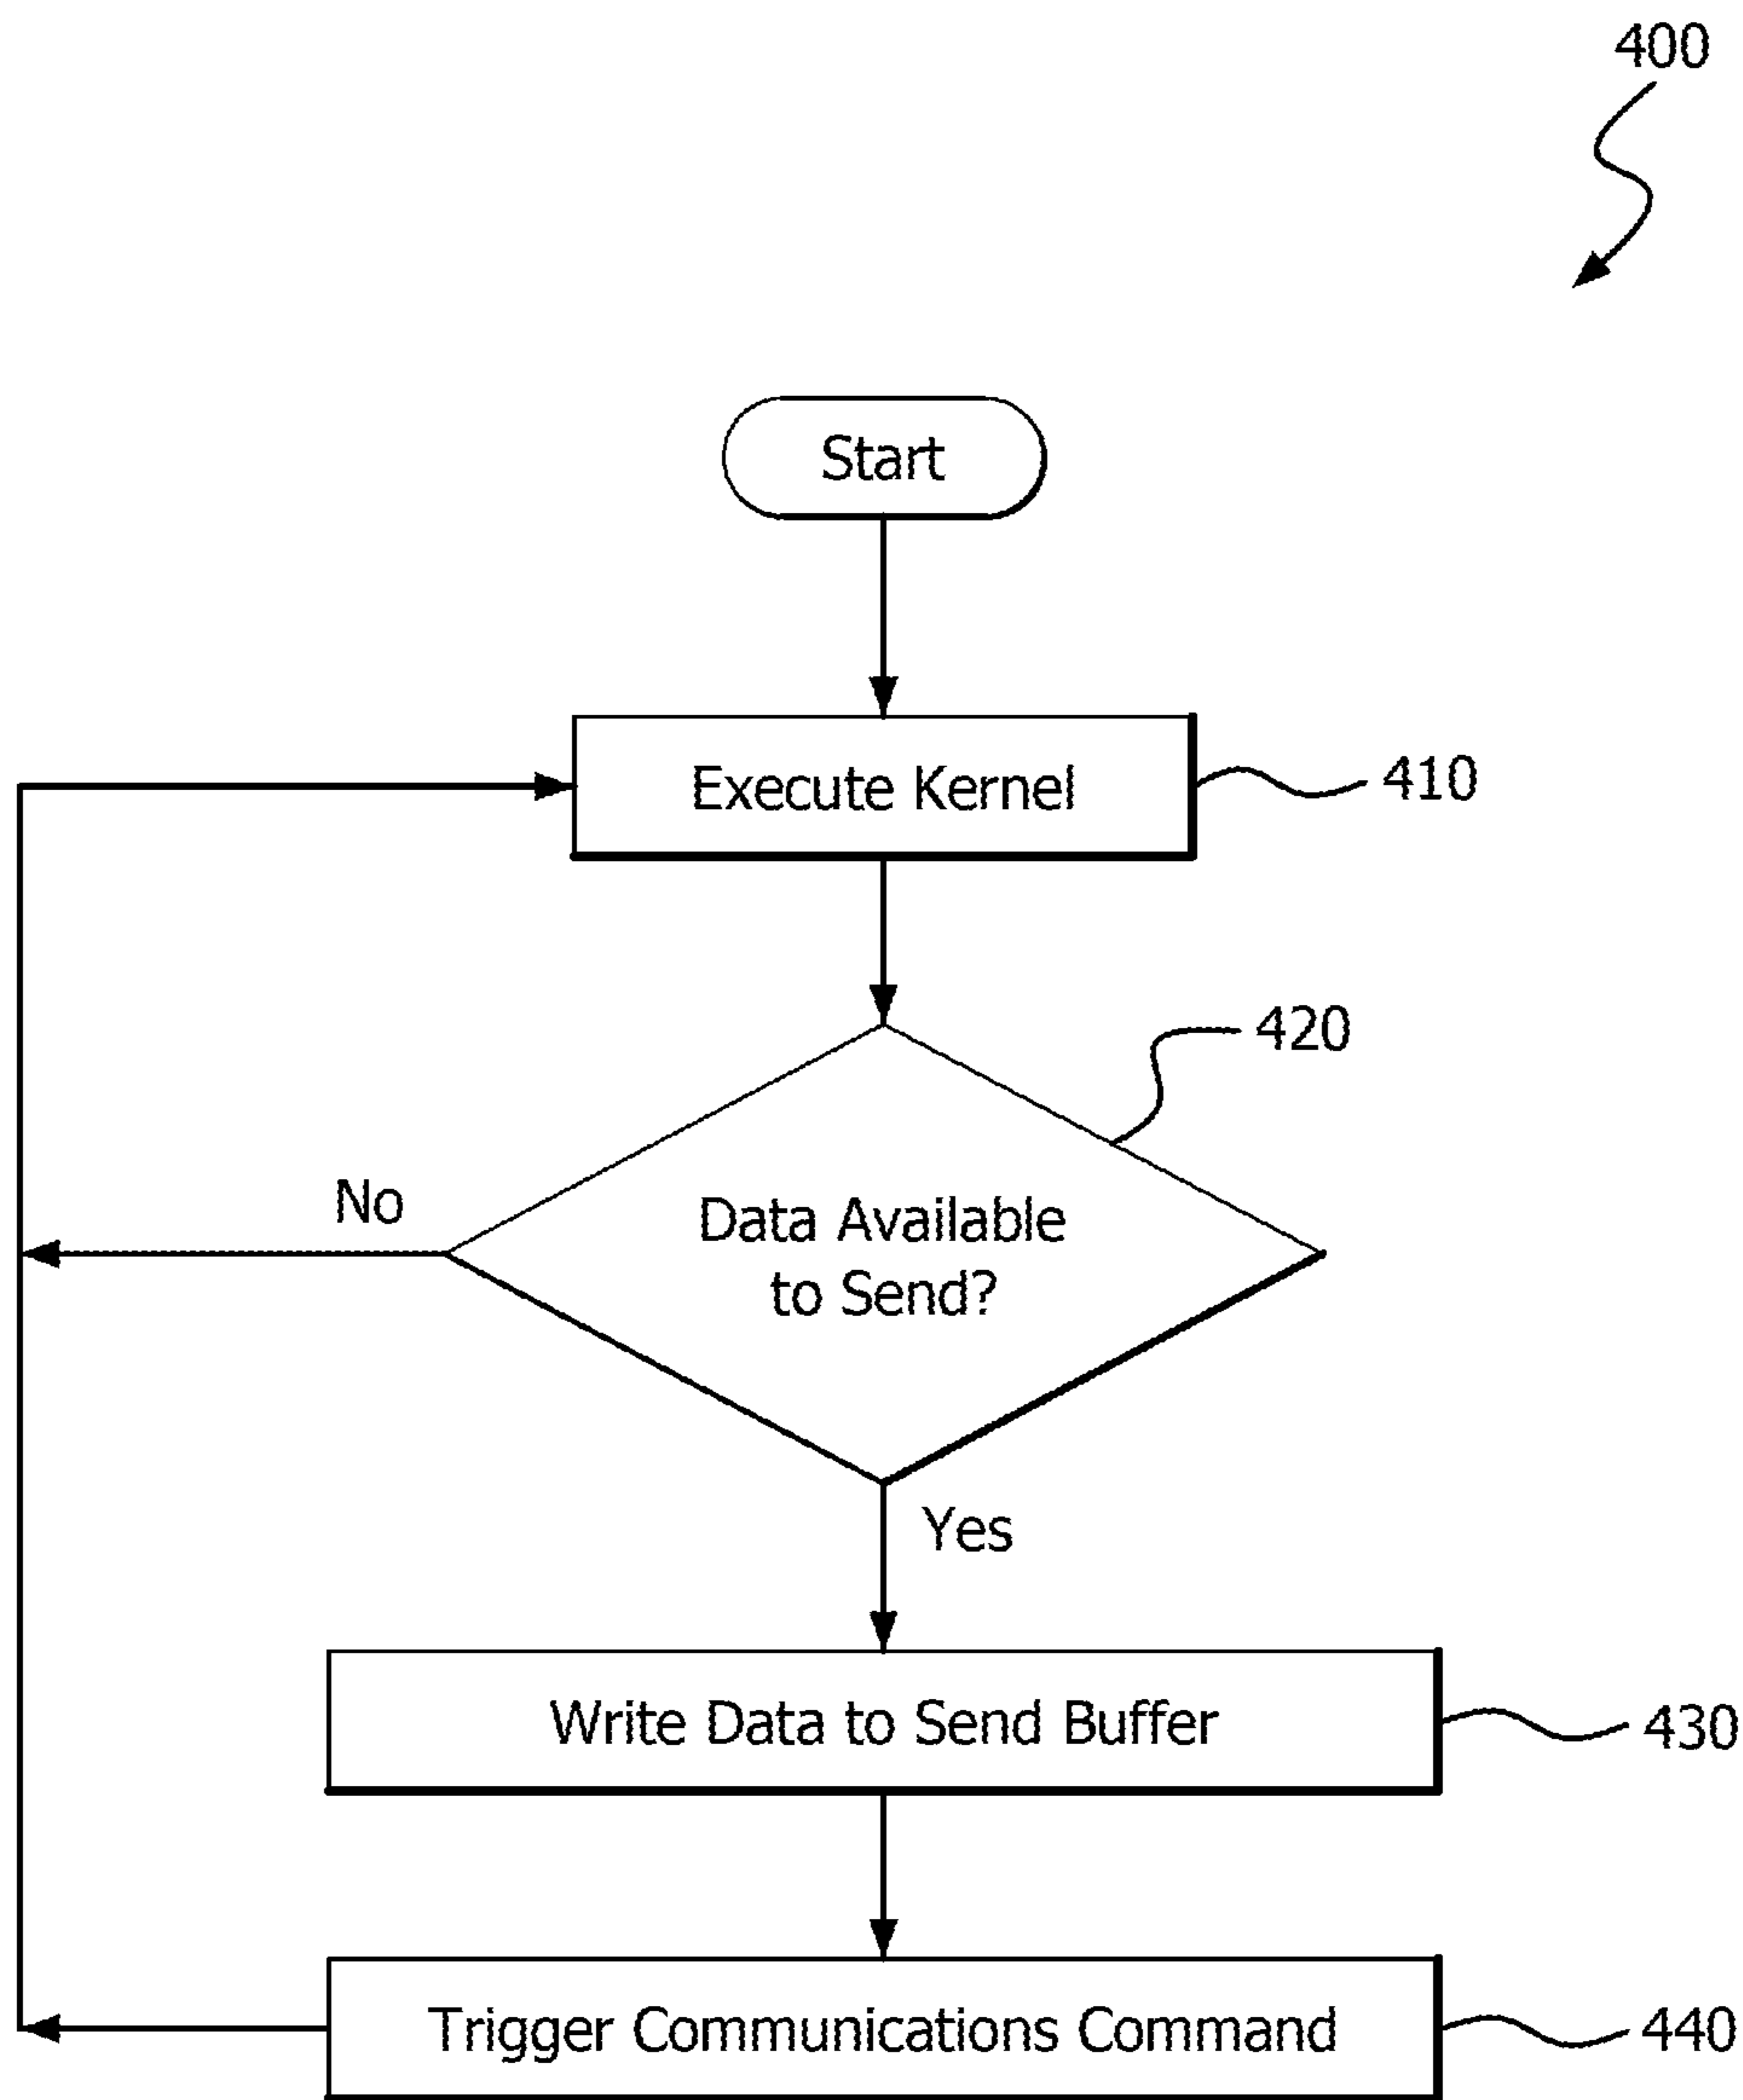 400
Start
Execute Kernel
410
420
No
Data Available
to Send?
Yes
Write Data to Send Buffer
430
Trigger Communications Command
440